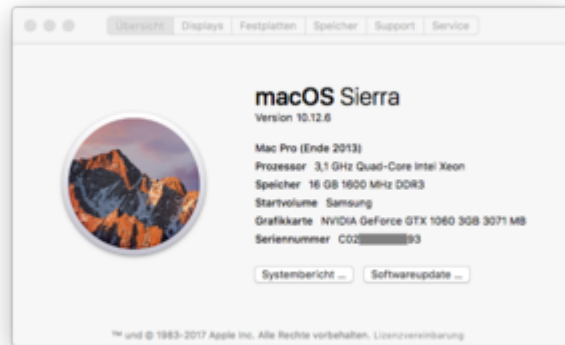 Übersicht Displays Festplatten Speicher Support Service
macOS Sierra
Version 10.12.6
Mac Pro (Ende 2013)
Prozessor 3,1 GHz Quad-Core Intel Xeon
Speicher 16 GB 1600 MHz DDR3
Startvolume Samsung
Grafikkarte NVIDIA GeForce GTX 1060 3GB 3071 MB
Seriennummer C02 93
Systembericht ... Softwareupdate ...
™ und © 1983-2017 Apple Inc. Alle Rechte vorbehalten. Lizenzvereinbarung